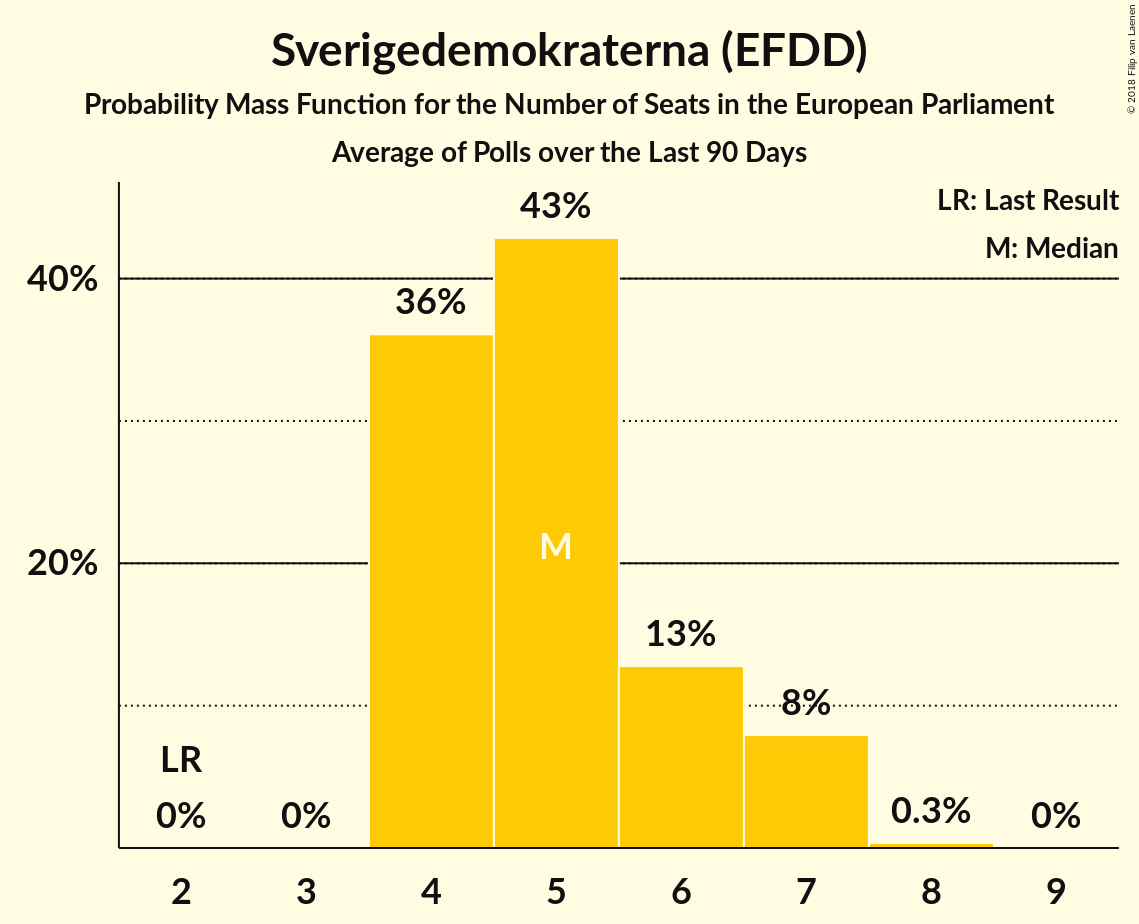 Sverigedemokraterna (EFDD)
Probability Mass Function for the Number of Seats in the European Parliament
Average of Polls over the Last 90 Days
© 2018 Filip van Laenen
LR: Last Result
M: Median
43%
40%
36%
M
20%
13%
8%
LR
0%
0%
0.3%
0%
2 3 4 5 6 7 8 9